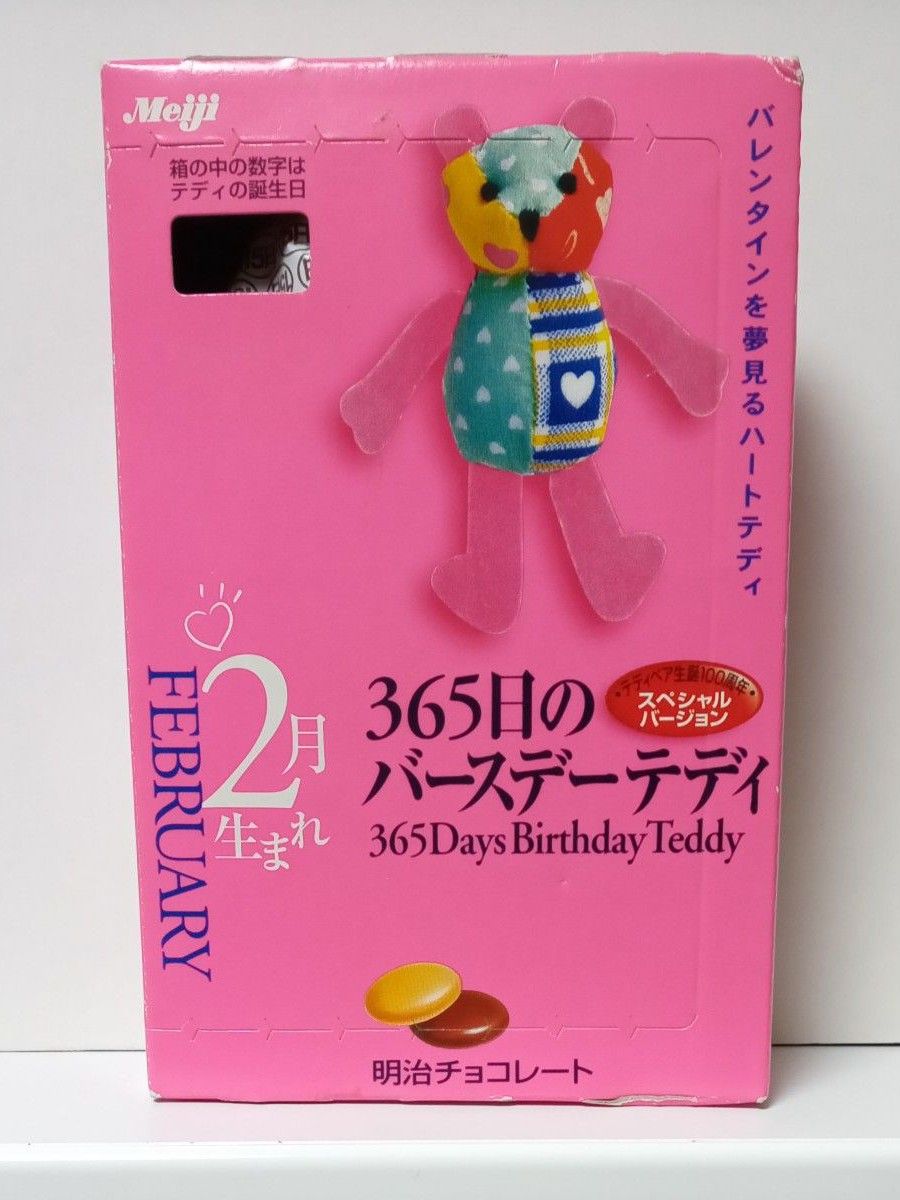 Meiji
箱の中の数字は
テディの誕生日
バレンタインを夢見るハートテディ
FEBRUARY
2月
生まれ
365日の
バースデーテディ
365Days Birthday Teddy
・テディベア生誕100周年・
スペシャル
バージョン
明治チョコレート